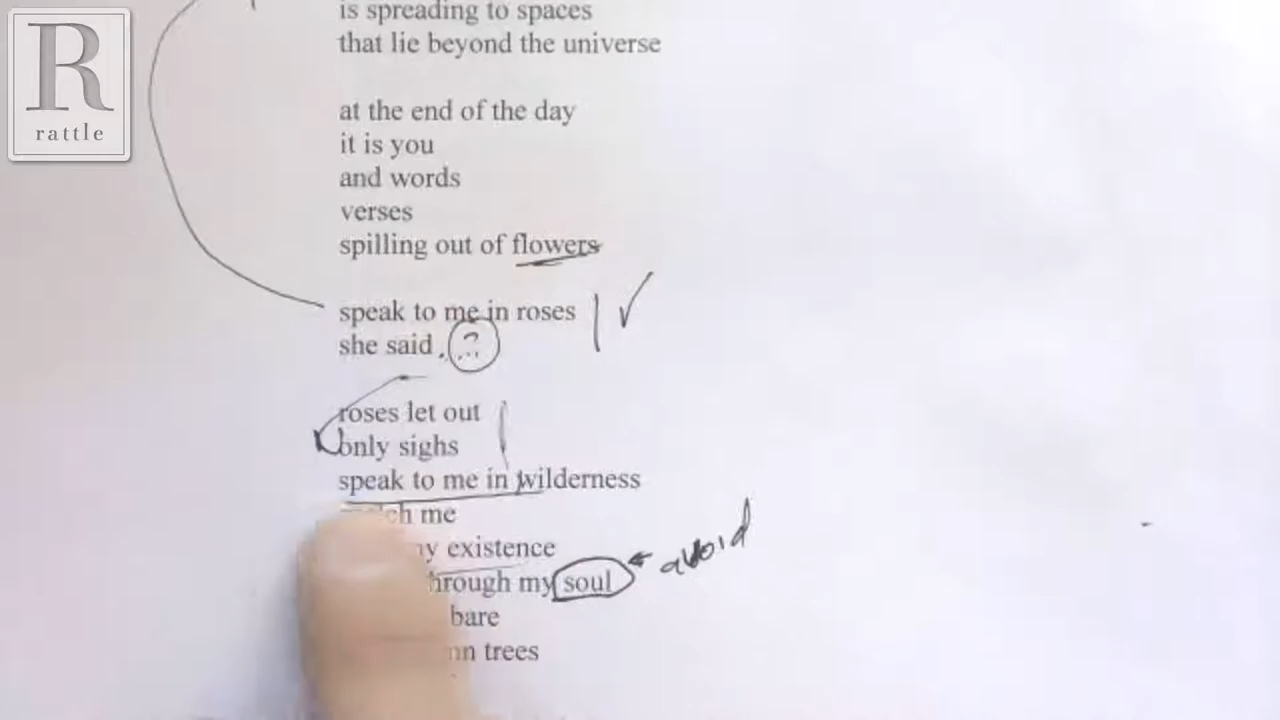 R
rattle
is spreading to spaces
that lie beyond the universe
at the end of the day
it is you
and words
verses
spilling out of flowers
speak to me in roses
she said
roses let out
only sighs
speak to me in wilderness
me
existence
my soul
avoid
bare
trees